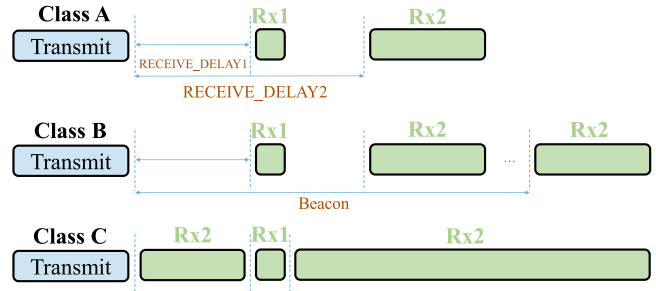 Class A
Rx1
Rx2
Transmit
RECEIVE_DELAY1
RECEIVE_DELAY2
Class B
Rx1
Rx2
Rx2
Transmit
...
Beacon
Class C
Rx2
Rx1
Rx2
Transmit